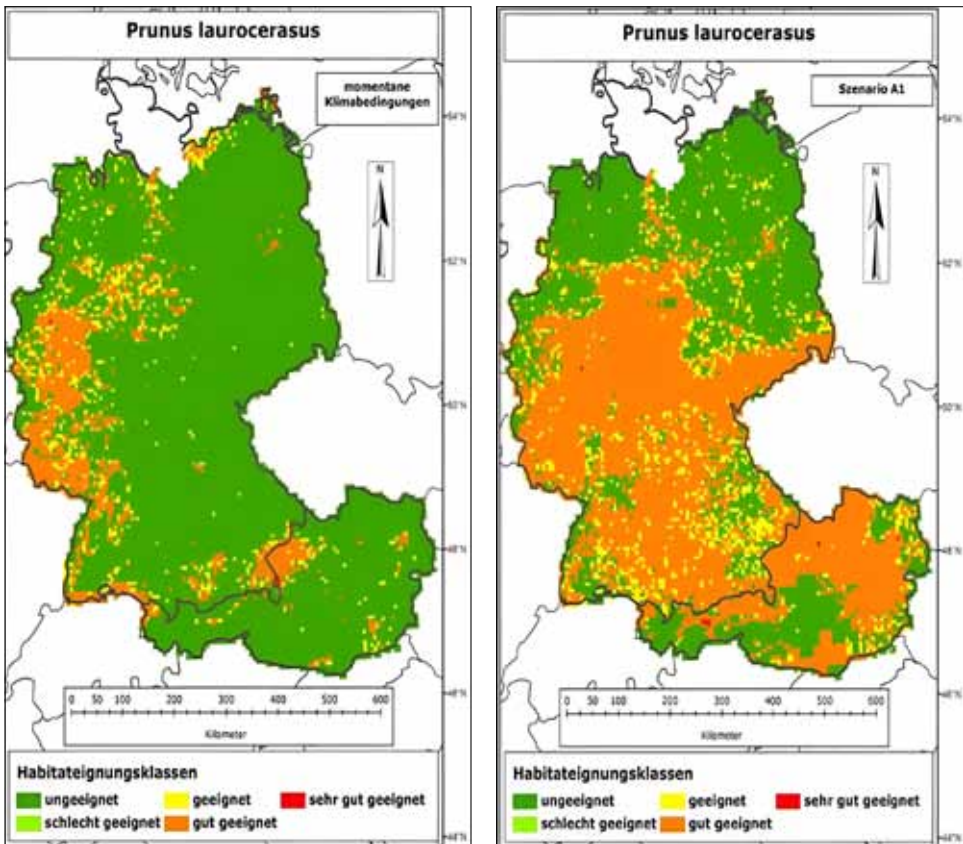 Prunus laurocerasus
momentane
Klimabedingungen
54°N
N
52°N
50°N
48°N
46°N
0 50 100 200 300 400 500 600
Kilometer
Habitateignungsklassen
ungeeignet geeignet sehr gut geeignet
schlecht geeignet gut geeignet
44°N
Prunus laurocerasus
Szenario A1
54°N
N
52°N
50°N
48°N
46°N
0 50 100 200 300 400 500 600
Kilometer
Habitateignungsklassen
ungeeignet geeignet sehr gut geeignet
schlecht geeignet gut geeignet
44°N